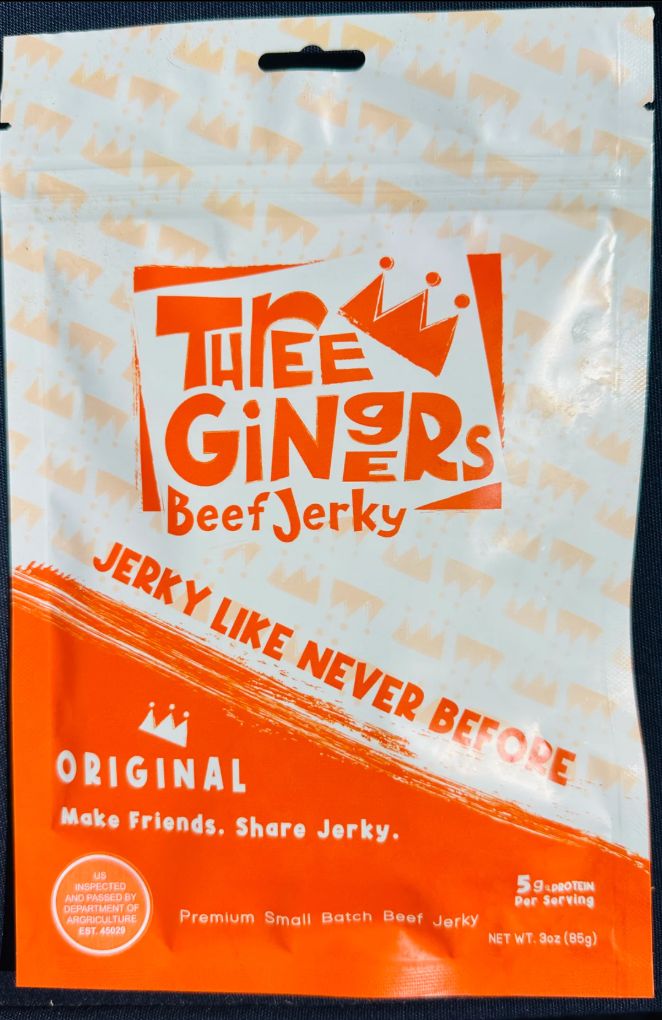 THREE
GINGERS
Beef Jerky
JERKY LIKE NEVER BEFORE
ORIGINAL
Make Friends. Share Jerky.
US
INSPECTED
AND PASSED BY
DEPARTMENT OF
ARGRICULTURE
EST. 45029
Premium Small Batch Beef Jerky
5g PROTEIN
Per Serving
NET WT. 3oz (85g)